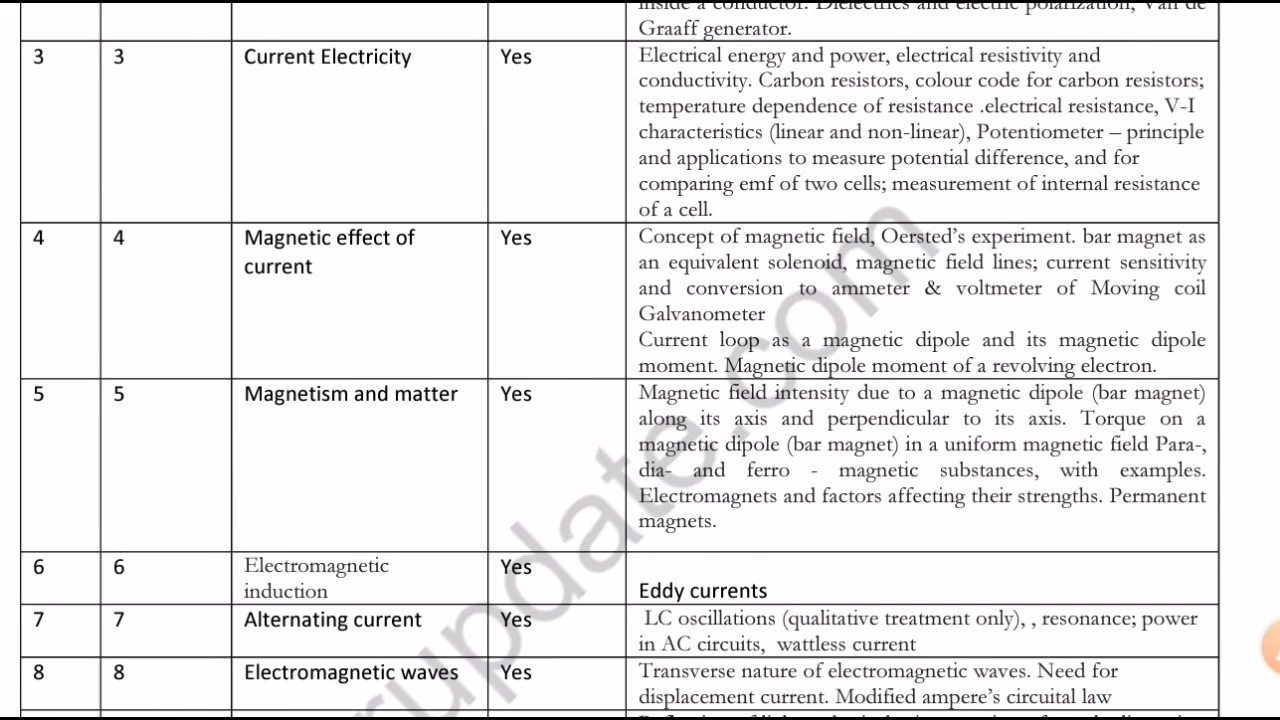 inside a conductor. Dielectrics and electric polarization, Van de
Graaff generator.
3 3 Current Electricity Yes Electrical energy and power, electrical resistivity and
conductivity. Carbon resistors, colour code for carbon resistors;
temperature dependence of resistance .electrical resistance, V-I
characteristics (linear and non-linear), Potentiometer – principle
and applications to measure potential difference, and for
comparing emf of two cells; measurement of internal resistance
of a cell.
4 4 Magnetic effect of Yes Concept of magnetic field, Oersted's experiment. bar magnet as
current an equivalent solenoid, magnetic field lines; current sensitivity
and conversion to ammeter & voltmeter of Moving coil
Galvanometer
Current loop as a magnetic dipole and its magnetic dipole
moment. Magnetic dipole moment of a revolving electron.
5 5 Magnetism and matter Yes Magnetic field intensity due to a magnetic dipole (bar magnet)
along its axis and perpendicular to its axis. Torque on a
magnetic dipole (bar magnet) in a uniform magnetic field Para-,
dia- and ferro - magnetic substances, with examples.
Electromagnets and factors affecting their strengths. Permanent
magnets.
6 6 Electromagnetic Yes
induction Eddy currents
7 7 Alternating current Yes LC oscillations (qualitative treatment only), , resonance; power
in AC circuits, wattless current
8 8 Electromagnetic waves Yes Transverse nature of electromagnetic waves. Need for
displacement current. Modified ampere's circuital law
rupdate.com